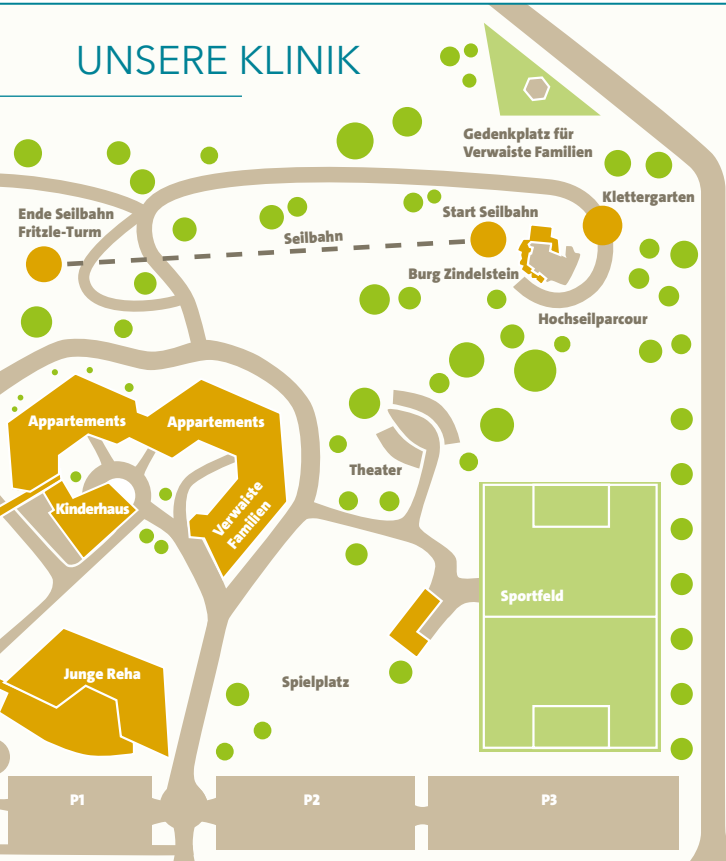 UNSERE KLINIK
Gedenkplatz für
Verwaiste Familien
Klettergarten
Ende Seilbahn
Fritzle-Turm
Start Seilbahn
Seilbahn
Burg Zindelstein
Hochseilparcour
Appartements
Appartements
Theater
Kinderhaus
Verwaiste
Familien
Sportfeld
Junge Reha
Spielplatz
P1
P2
P3